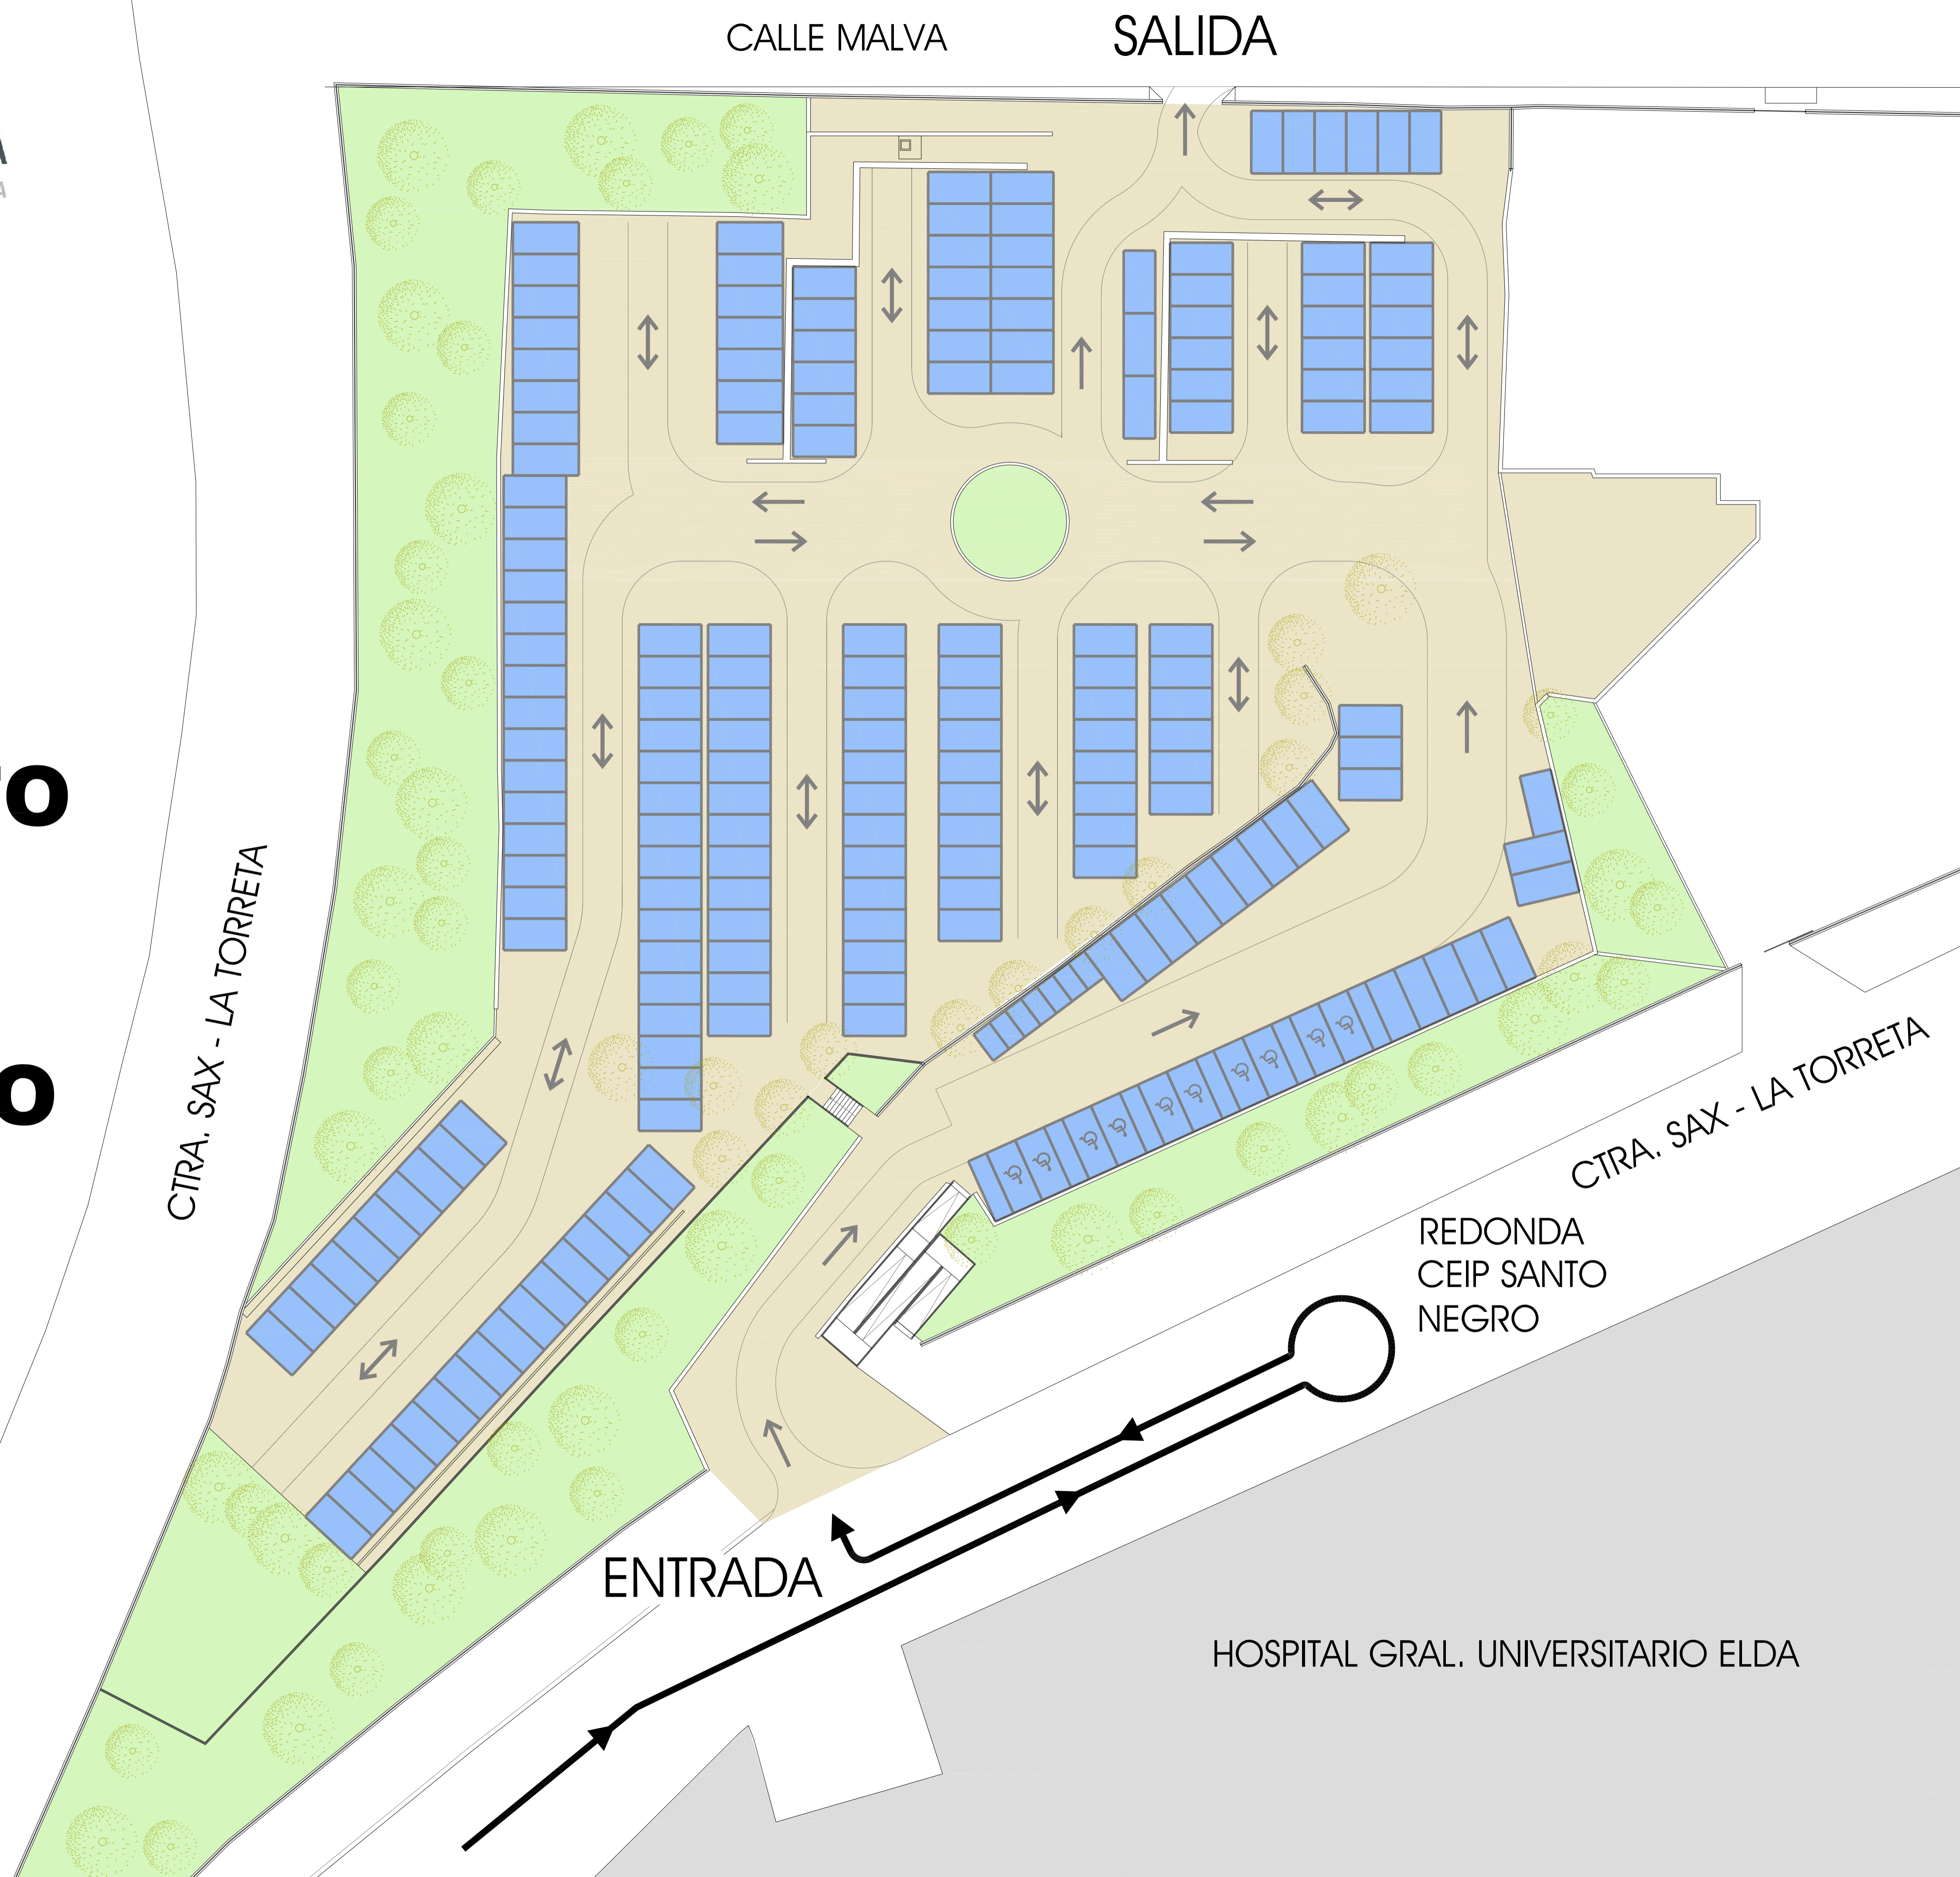 CALLE MALVA
SALIDA
CTRA. SAX - LA TORRETA
CTRA. SAX - LA TORRETA
REDONDA
CEIP SANTO
NEGRO
ENTRADA
HOSPITAL GRAL. UNIVERSITARIO ELDA